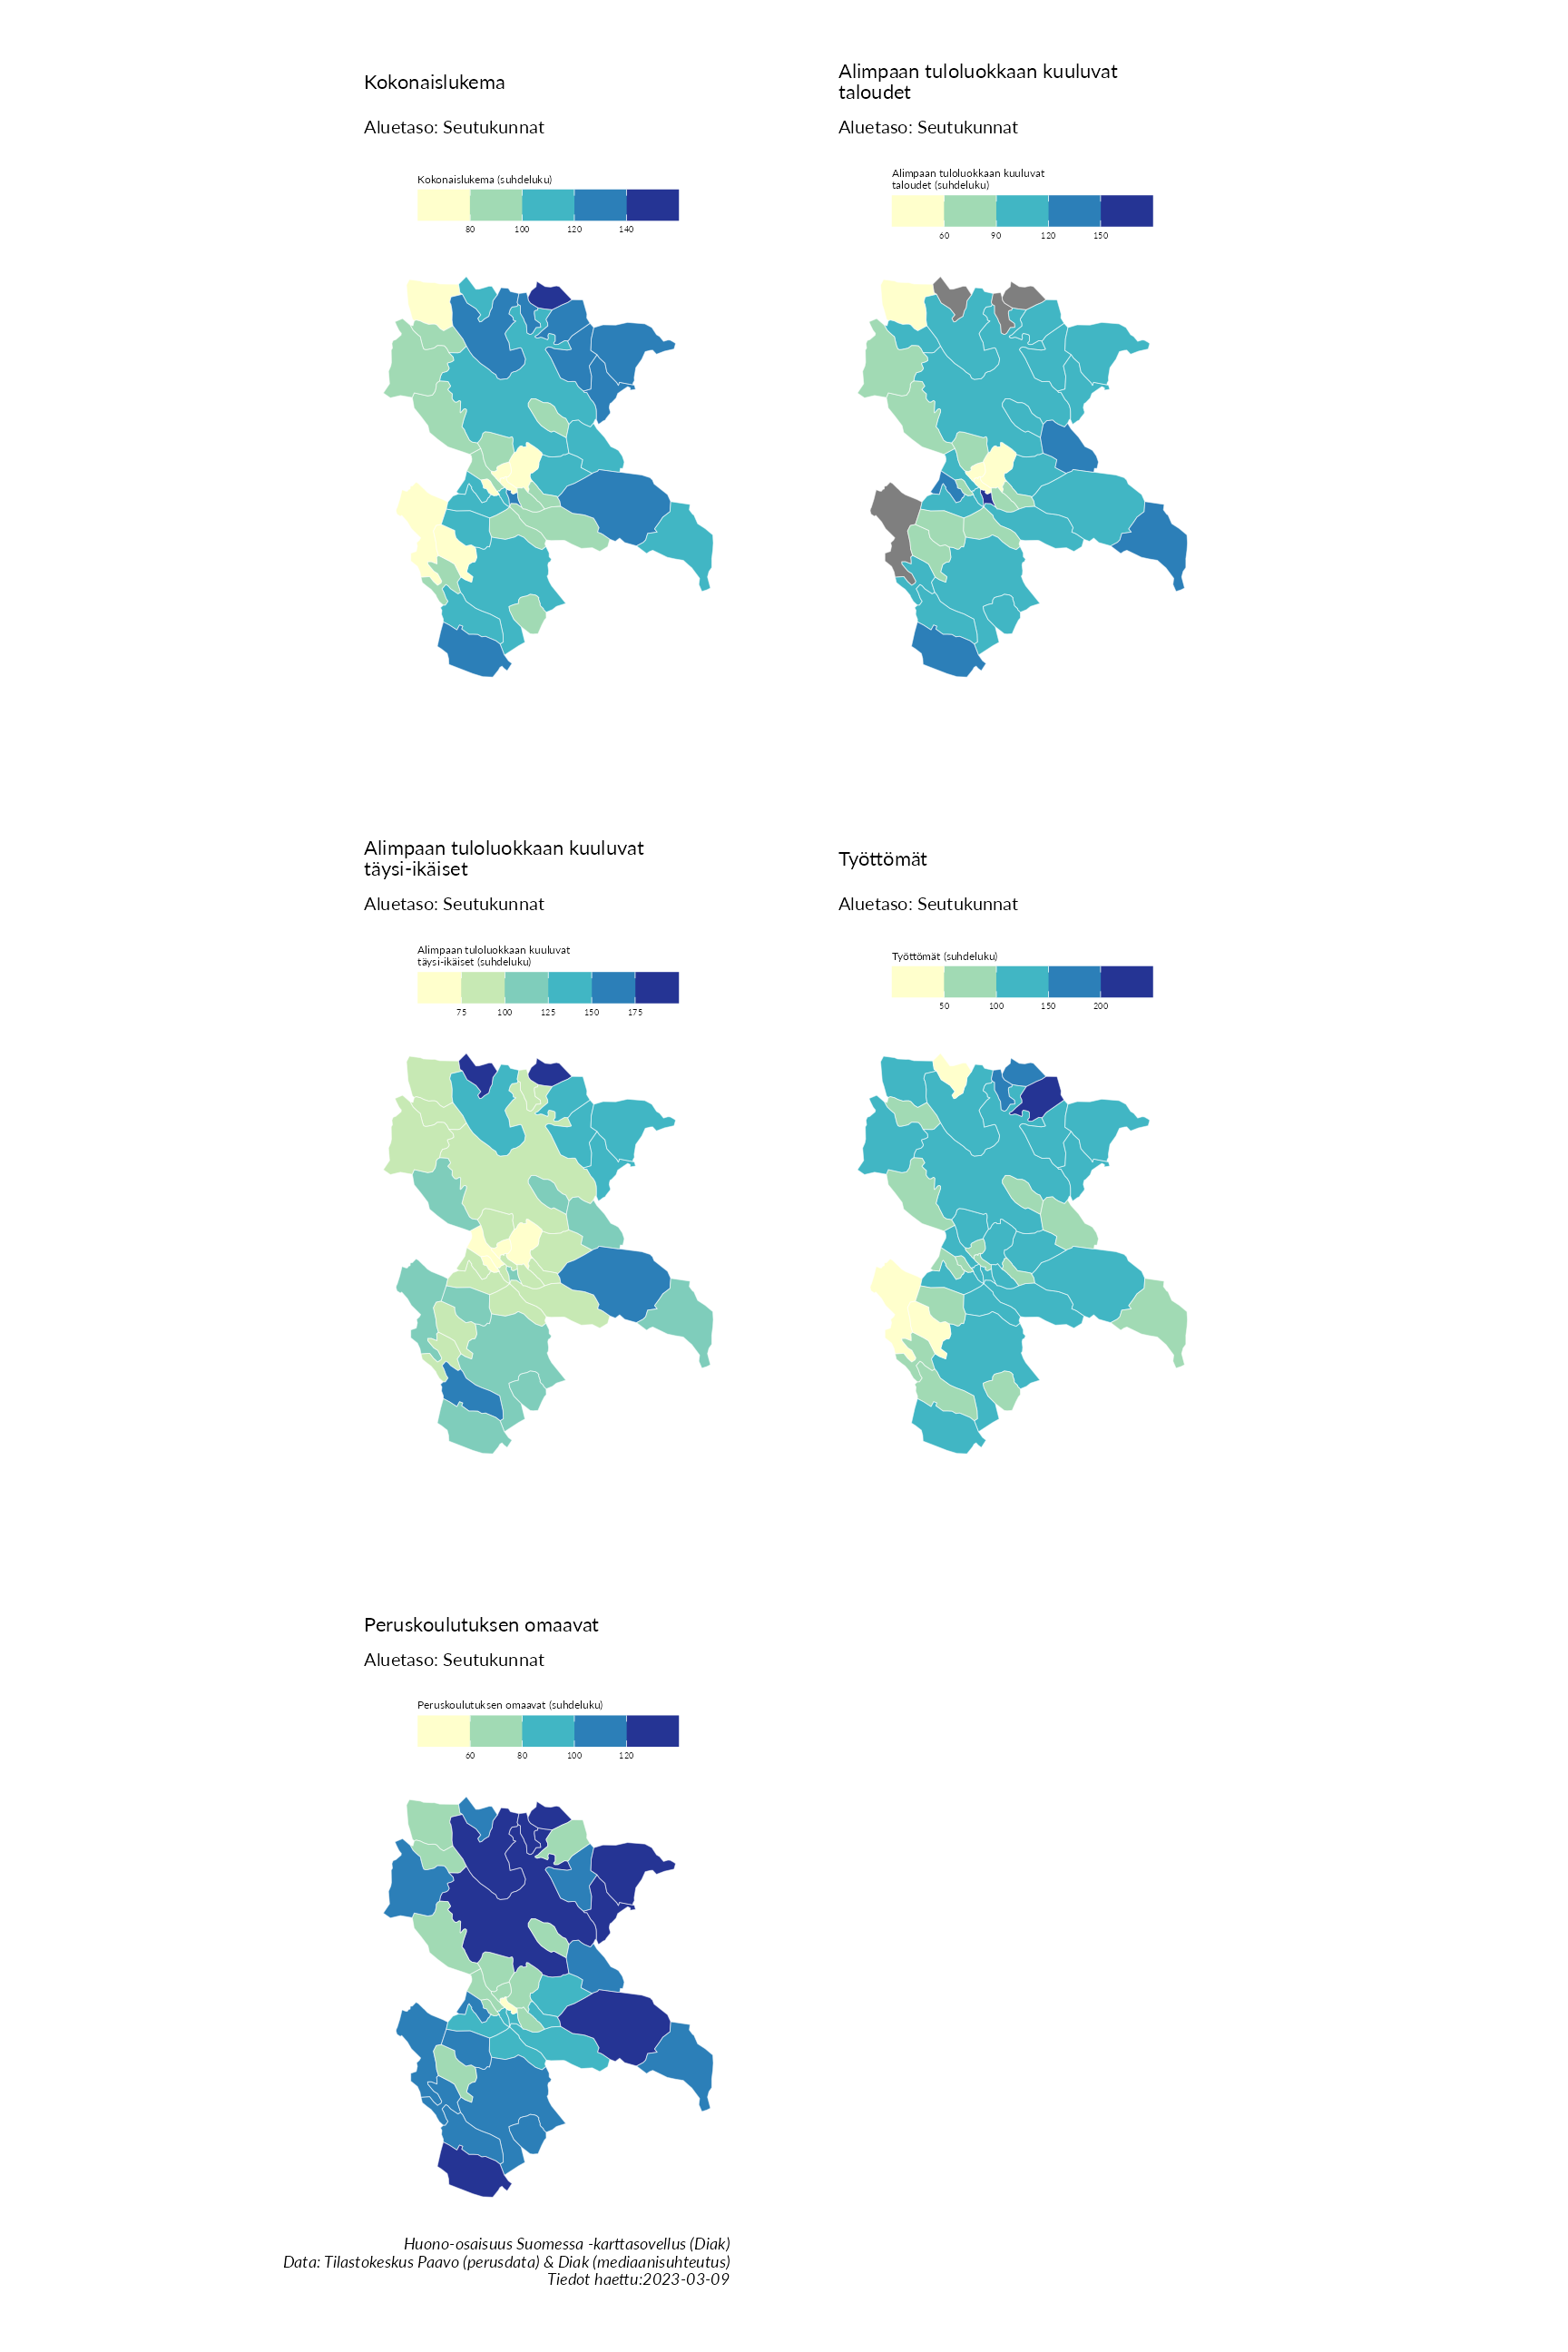 Kokonaislukema
Aluetaso: Seutukunnat
Kokonaislukema (suhdeluku)
80 100 120 140
Alimpaan tuloluokkaan kuuluvat
taloudet
Aluetaso: Seutukunnat
Alimpaan tuloluokkaan kuuluvat
taloudet (suhdeluku)
60 90 120 150
Alimpaan tuloluokkaan kuuluvat
täysi-ikäiset
Aluetaso: Seutukunnat
Alimpaan tuloluokkaan kuuluvat
täysi-ikäiset (suhdeluku)
75 100 125 150 175
Työttömät
Aluetaso: Seutukunnat
Työttömät (suhdeluku)
50 100 150 200
Peruskoulutuksen omaavat
Aluetaso: Seutukunnat
Peruskoulutuksen omaavat (suhdeluku)
60 80 100 120
Huono-osaisuus Suomessa -karttasovellus (Diak)
Data: Tilastokeskus Paavo (perusdata) & Diak (mediaanisuhteutus)
Tiedot haettu:2023-03-09